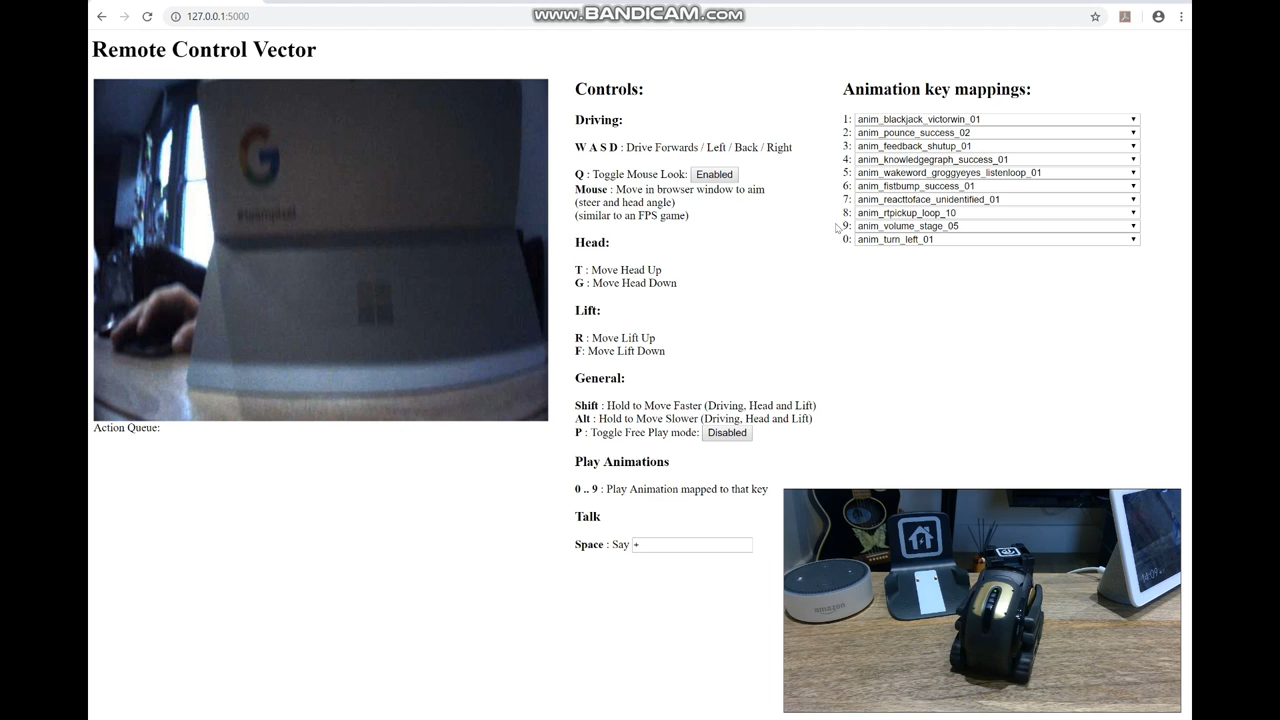 127.0.0.1:5000
www.BANDICAM.com
Remote Control Vector
G
#teampixel
Action Queue:
Controls:
Driving:
W A S D : Drive Forwards / Left / Back / Right
Q : Toggle Mouse Look: Enabled
Mouse : Move in browser window to aim
(steer and head angle)
(similar to an FPS game)
Head:
T : Move Head Up
G : Move Head Down
Lift:
R : Move Lift Up
F: Move Lift Down
General:
Shift : Hold to Move Faster (Driving, Head and Lift)
Alt : Hold to Move Slower (Driving, Head and Lift)
P : Toggle Free Play mode: Disabled
Play Animations
0 .. 9 : Play Animation mapped to that key
Talk
Space : Say +
Animation key mappings:
1: anim_blackjack_victorwin_01
2: anim_pounce_success_02
3: anim_feedback_shutup_01
4: anim_knowledgegraph_success_01
5: anim_wakeword_groggyeyes_listenloop_01
6: anim_fistbump_success_01
7: anim_reacttoface_unidentified_01
8: anim_rtpickup_loop_10
9: anim_volume_stage_05
0: anim_turn_left_01
amazon
14:09